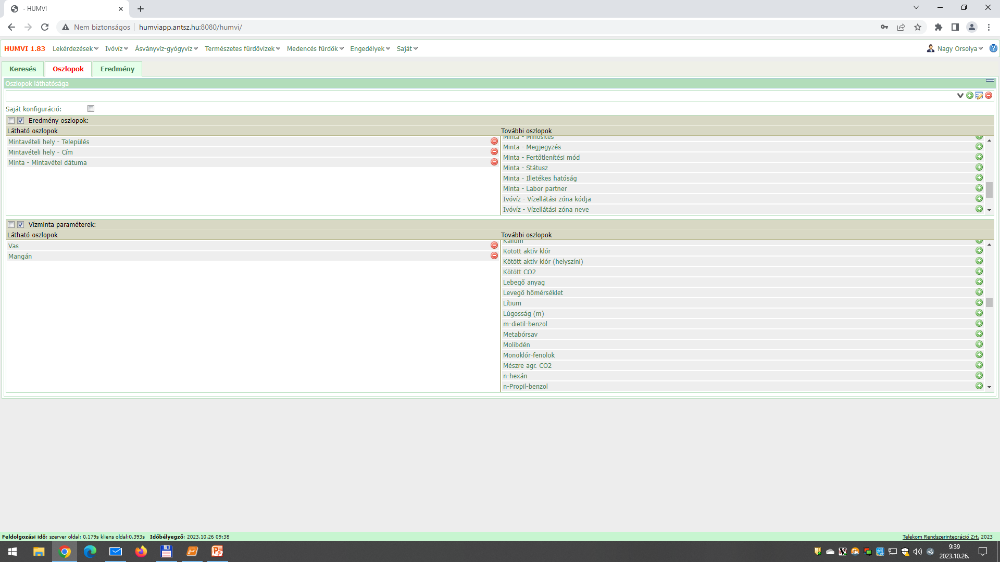 - HUMVI
Nem biztonságos
humviapp.antsz.hu:8080/humvi/
HUMVI 1.83 Lekérdezések Ivóvíz Ásványvíz-gyógyvíz Természetes fürdővizek Medencés fürdők Engedélyek Saját Nagy Orsolya
Keresés Oszlopok Eredmény
Oszlopok láthatósága
Saját konfiguráció:
Eredmény oszlopok:
Látható oszlopok
Mintavételi hely - Település
Mintavételi hely - Cím
Minta - Mintavétel dátuma
További oszlopok
Minta - Minősítés
Minta - Megjegyzés
Minta - Fertőtlenítési mód
Minta - Státusz
Minta - Illetékes hatóság
Minta - Labor partner
Ivóvíz - Vízellátási zóna kódja
Ivóvíz - Vízellátási zóna neve
Vízminta paraméterek:
Látható oszlopok
Vas
Mangán
További oszlopok
Kálium
Kötött aktív klór
Kötött aktív klór (helyszíni)
Kötött CO2
Lebegő anyag
Levegő hőmérséklet
Lítium
Lúgosság (m)
m-dietil-benzol
Metabórsav
Molibdén
Monoklór-fenolok
Mészre agr. CO2
n-hexán
n-Propil-benzol
Feldolgozási idő: szerver oldal: 0,179s kliens oldal:0,393s Időbélyegző: 2023.10.26 09:38
Telekom Rendszerintegráció Zrt. 2023
9:39
2023.10.26.